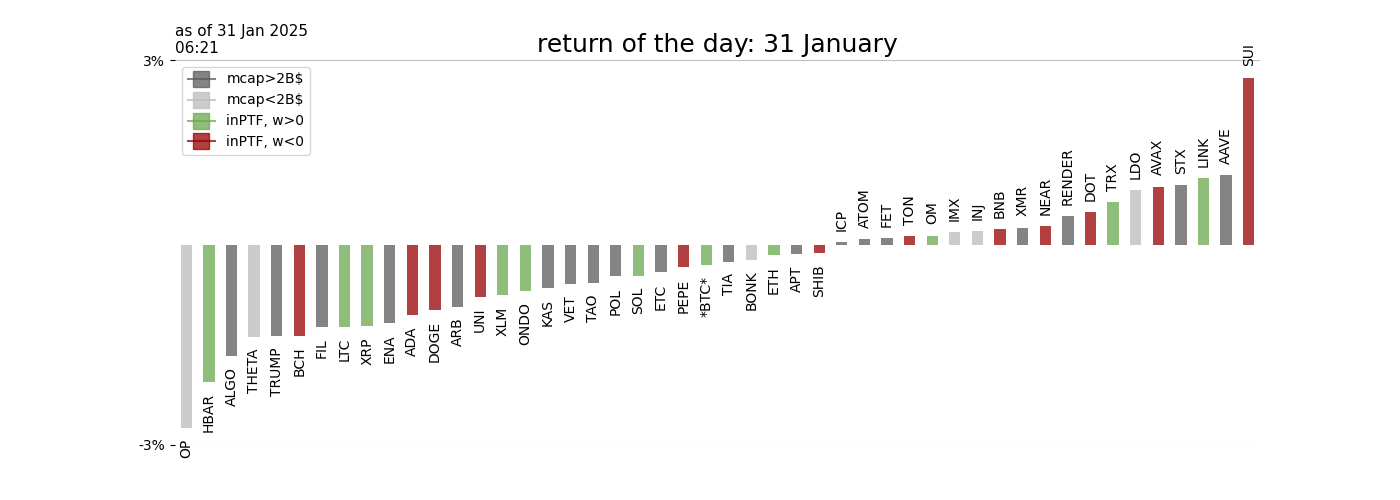 as of 31 Jan 2025
06:21
return of the day: 31 January
3%
mcap>2B$
mcap<2B$
inPTF, w>0
inPTF, w<0
-3%
OP
HBAR
ALGO
THETA
TRUMP
BCH
FIL
LTC
XRP
ENA
ADA
DOGE
ARB
UNI
XLM
ONDO
KAS
VET
TAO
POL
SOL
ETC
PEPE
*BTC*
TIA
BONK
ETH
APT
SHIB
ICP
ATOM
FET
TON
OM
IMX
INJ
BNB
XMR
NEAR
RENDER
DOT
TRX
LDO
AVAX
STX
LINK
AAVE
SUI